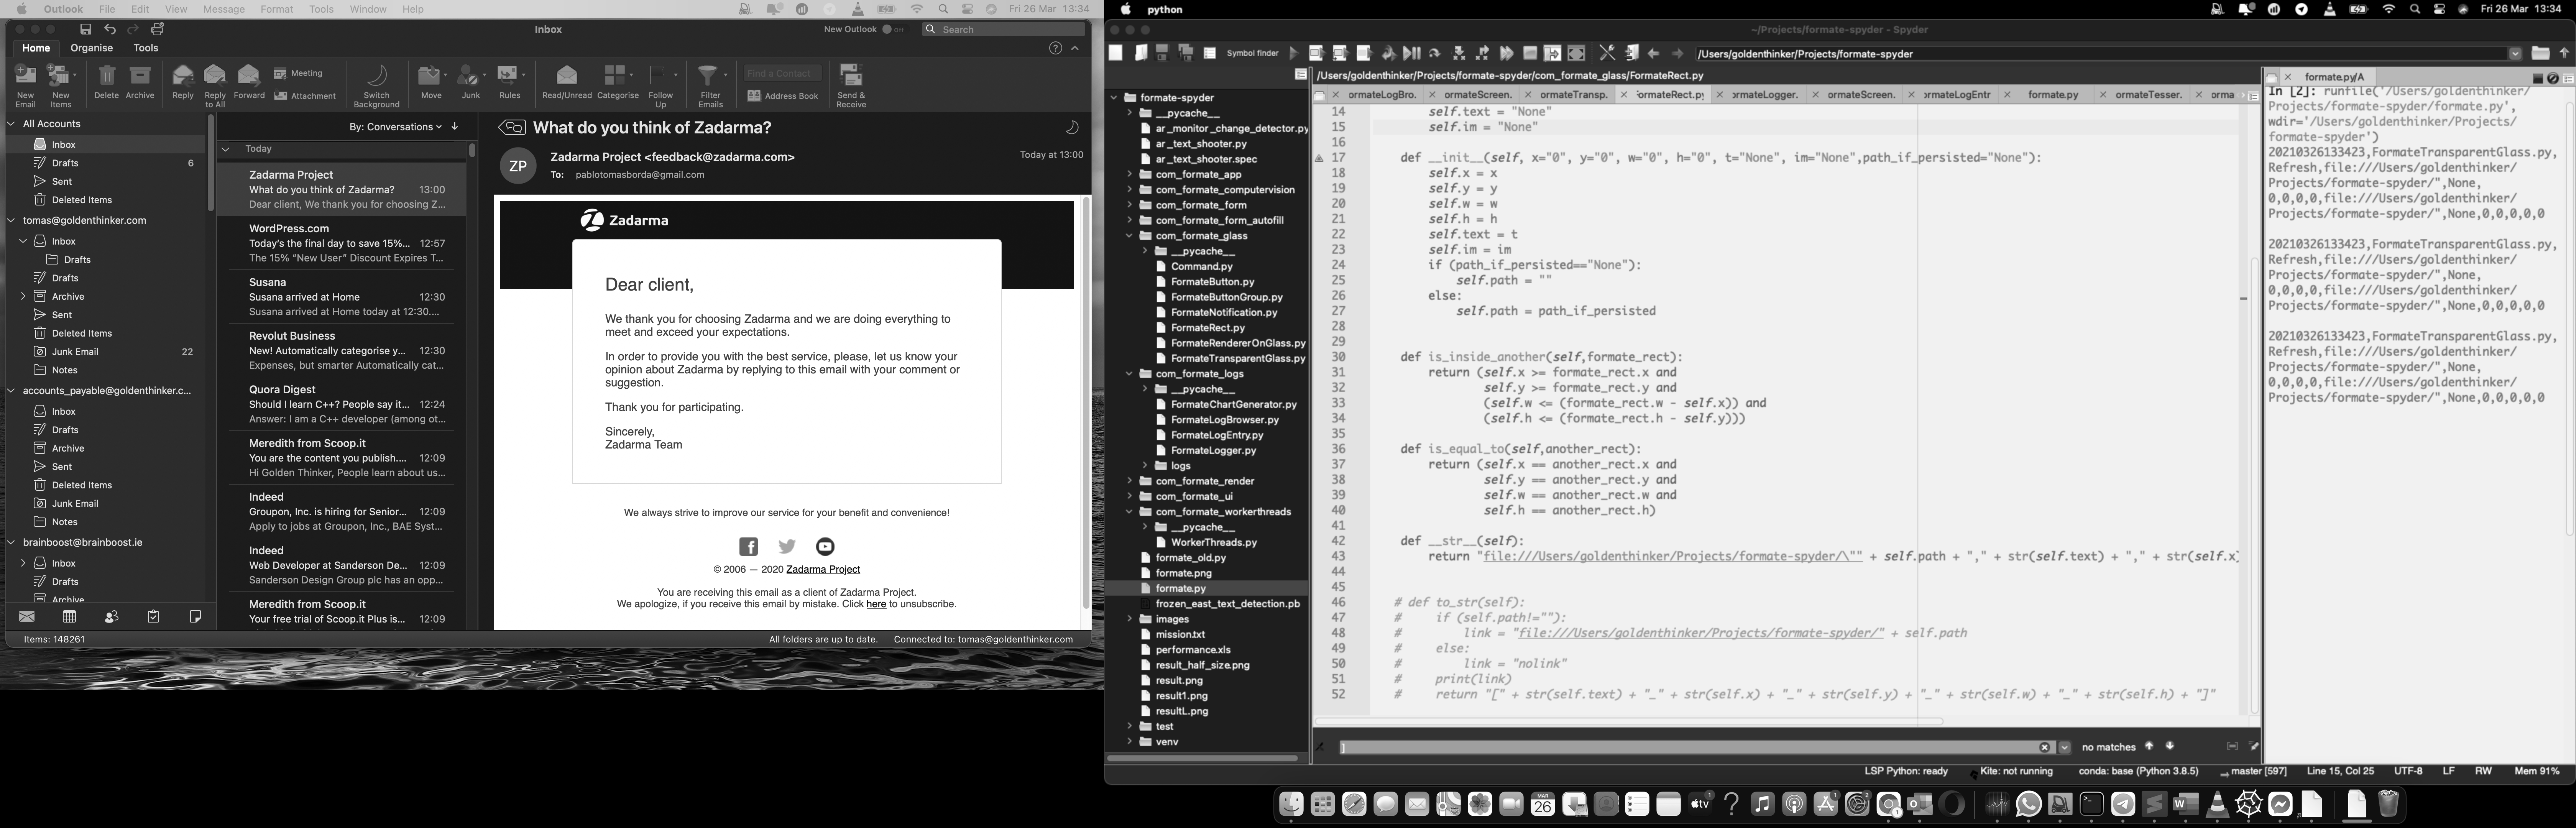 Outlook File Edit View Message Format Tools Window Help
Fri 26 Mar 13:34
Inbox
New Outlook
on
Search
Home Organise Tools
New Email
New Items
Delete
Archive
Reply
Reply to All
Forward
Meeting
Attachment
Switch Background
Move
Junk
Rules
Read/Unread
Categorise
Follow Up
Filter Emails
Find a Contact
Address Book
Send & Receive
All Accounts
Inbox
Drafts 6
Sent
Deleted Items
tomas@goldenthinker.com
Inbox
Drafts
Drafts
Archive
Sent
Deleted Items
Junk Email 22
Notes
accounts_payable@goldenthinker.c...
Inbox
Drafts
Archive
Sent
Deleted Items
Junk Email
Notes
brainboost@brainboost.ie
Inbox
Drafts
Archive
Items: 148261
By: Conversations
Today
Zadarma Project
What do you think of Zadarma? 13:00
Dear client, We thank you for choosing Z...
WordPress.com
Today's the final day to save 15%... 12:57
The 15% "New User" Discount Expires T...
Susana
Susana arrived at Home 12:30
Susana arrived at Home today at 12:30....
Revolut Business
New! Automatically categorise y... 12:30
Expenses, but smarter Automatically cat...
Quora Digest
Should I learn C++? People say it... 12:24
Answer: I am a C++ developer (among ot...
Meredith from Scoop.it
You are the content you publish.... 12:09
Hi Golden Thinker, People learn about us...
Indeed
Groupon, Inc. is hiring for Senior... 12:09
Apply to jobs at Groupon, Inc., BAE Syst...
Indeed
Web Developer at Sanderson De... 12:09
Sanderson Design Group plc has an opp...
Meredith from Scoop.it
Your free trial of Scoop.it Plus is... 12:09
What do you think of Zadarma?
ZP
Zadarma Project <feedback@zadarma.com>
Today at 13:00
To: pablotomasborda@gmail.com
Zadarma
Dear client,
We thank you for choosing Zadarma and we are doing everything to
meet and exceed your expectations.
In order to provide you with the best service, please, let us know your
opinion about Zadarma by replying to this email with your comment or
suggestion.
Thank you for participating.
Sincerely,
Zadarma Team
We always strive to improve our service for your benefit and convenience!
© 2006 — 2020 Zadarma Project
You are receiving this email as a client of Zadarma Project.
We apologize, if you receive this email by mistake. Click here to unsubscribe.
All folders are up to date. Connected to: tomas@goldenthinker.com
python
Fri 26 Mar 13:34
~/Projects/formate-spyder - Spyder
Symbol finder
/Users/goldenthinker/Projects/formate-spyder
/Users/goldenthinker/Projects/formate-spyder/com_formate_glass/FormateRect.py
formate-spyder
__pycache__
ar_monitor_change_detector.py
ar_text_shooter.py
ar_text_shooter.spec
com_formate_app
com_formate_computervision
com_formate_form
com_formate_form_autofill
com_formate_glass
__pycache__
Command.py
FormateButton.py
FormateButtonGroup.py
FormateNotification.py
FormateRect.py
FormateRendererOnGlass.py
FormateTransparentGlass.py
com_formate_logs
__pycache__
FormateChartGenerator.py
FormateLogBrowser.py
FormateLogEntry.py
FormateLogger.py
logs
com_formate_render
com_formate_ui
com_formate_workerthreads
__pycache__
WorkerThreads.py
formate_old.py
formate.png
formate.py
frozen_east_text_detection.pb
images
mission.txt
performance.xls
result_half_size.png
result.png
result1.png
resultL.png
test
venv
ormateLogBro.
ormateScreen.
ormateTransp.
ormateRect.py
ormateLogger.
ormateScreen.
ormateLogEntr
formate.py
ormateTesser.
orma
14 self.text = "None"
15 self.im = "None"
16
17 def __init__(self, x="0", y="0", w="0", h="0", t="None", im="None",path_if_persisted="None"):
18 self.x = x
19 self.y = y
20 self.w = w
21 self.h = h
22 self.text = t
23 self.im = im
24 if (path_if_persisted=="None"):
25 self.path = ""
26 else:
27 self.path = path_if_persisted
28
29
30 def is_inside_another(self,formate_rect):
31 return (self.x >= formate_rect.x and
32 self.y >= formate_rect.y and
33 (self.w <= (formate_rect.w - self.x)) and
34 (self.h <= (formate_rect.h - self.y)))
35
36 def is_equal_to(self,another_rect):
37 return (self.x == another_rect.x and
38 self.y == another_rect.y and
39 self.w == another_rect.w and
40 self.h == another_rect.h)
41
42 def __str__(self):
43 return "file:///Users/goldenthinker/Projects/formate-spyder/\"" + self.path + "," + str(self.text) + "," + str(self.x)
44
45
46 # def to_str(self):
47 # if (self.path!=""):
48 # link = "file:///Users/goldenthinker/Projects/formate-spyder/" + self.path
49 # else:
50 # link = "nolink"
51 # print(link)
52 # return "[" + str(self.text) + "_" + str(self.x) + "_" + str(self.y) + "_" + str(self.w) + "_" + str(self.h) + "]"
]
no matches
formate.py/A
In [2]: runfile('/Users/goldenthinker/
Projects/formate-spyder/formate.py',
wdir='/Users/goldenthinker/Projects/
formate-spyder')
20210326133423,FormateTransparentGlass.py,
Refresh,file:///Users/goldenthinker/
Projects/formate-spyder/",None,
0,0,0,0,file:///Users/goldenthinker/
Projects/formate-spyder/",None,0,0,0,0,0
20210326133423,FormateTransparentGlass.py,
Refresh,file:///Users/goldenthinker/
Projects/formate-spyder/",None,
0,0,0,0,file:///Users/goldenthinker/
Projects/formate-spyder/",None,0,0,0,0,0
20210326133423,FormateTransparentGlass.py,
Refresh,file:///Users/goldenthinker/
Projects/formate-spyder/",None,
0,0,0,0,file:///Users/goldenthinker/
Projects/formate-spyder/",None,0,0,0,0,0
LSP Python: ready
Kite: not running
conda: base (Python 3.8.5)
master [597]
Line 15, Col 25
UTF-8
LF
RW
Mem 91%
MAR
26
tv